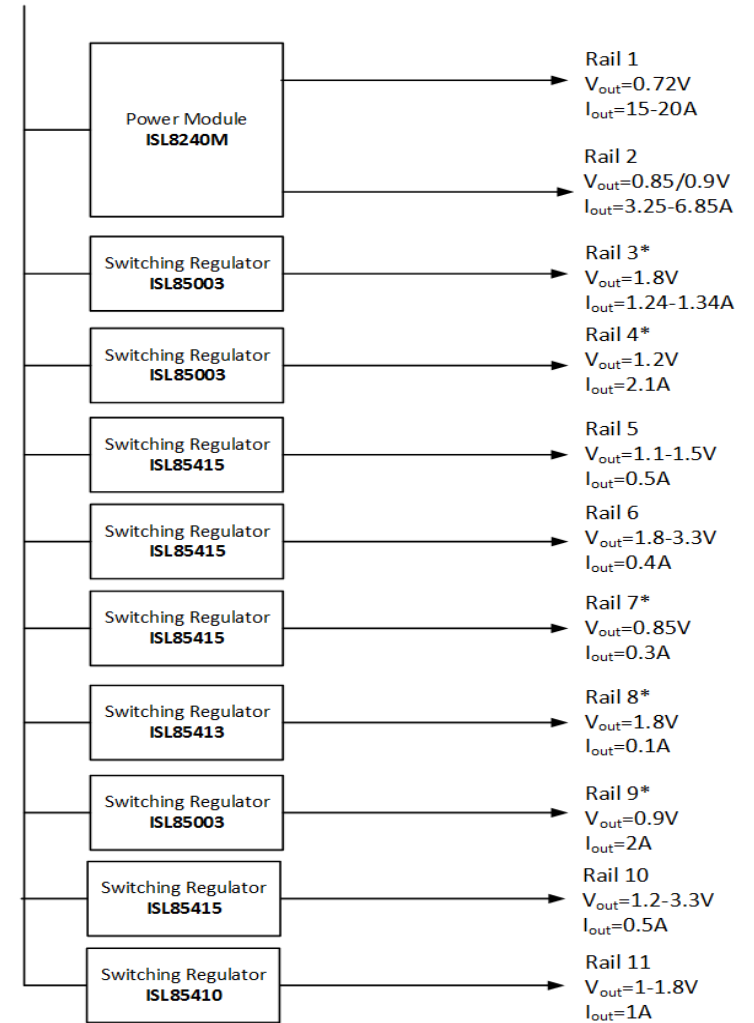 Power Module
ISL8240M
Rail 1
Vout=0.72V
Iout=15-20A
Rail 2
Vout=0.85/0.9V
Iout=3.25-6.85A
Switching Regulator
ISL85003
Rail 3*
Vout=1.8V
Iout=1.24-1.34A
Switching Regulator
ISL85003
Rail 4*
Vout=1.2V
Iout=2.1A
Switching Regulator
ISL85415
Rail 5
Vout=1.1-1.5V
Iout=0.5A
Switching Regulator
ISL85415
Rail 6
Vout=1.8-3.3V
Iout=0.4A
Switching Regulator
ISL85415
Rail 7*
Vout=0.85V
Iout=0.3A
Switching Regulator
ISL85413
Rail 8*
Vout=1.8V
Iout=0.1A
Switching Regulator
ISL85003
Rail 9*
Vout=0.9V
Iout=2A
Switching Regulator
ISL85415
Rail 10
Vout=1.2-3.3V
Iout=0.5A
Switching Regulator
ISL85410
Rail 11
Vout=1-1.8V
Iout=1A